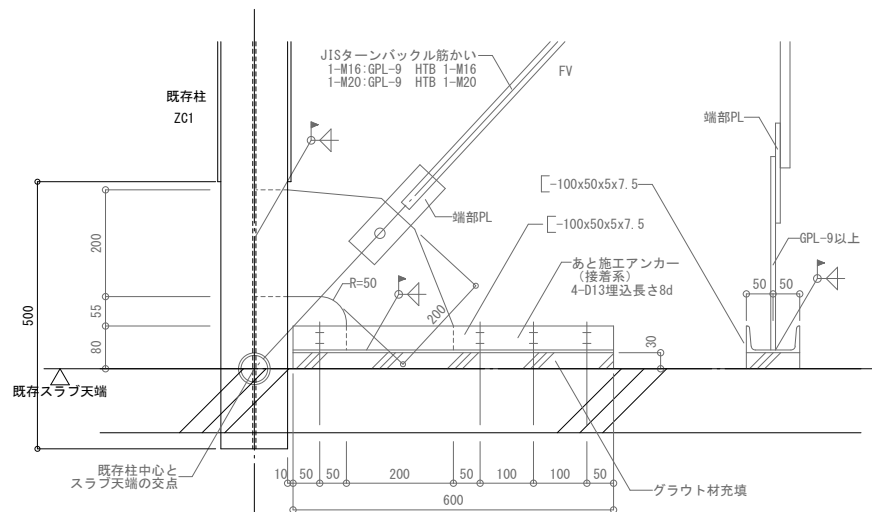 JISターンバックル筋かい
1-M16:GPL-9 HTB 1-M16
1-M20:GPL-9 HTB 1-M20
FV
既存柱
ZC1
端部PL
[-100x50x5x7.5
端部PL
[-100x50x5x7.5
GPL-9以上
あと施工アンカー
(接着系)
4-D13埋込長さ8d
R=50
200
50 50
200
55
80
500
30
既存スラブ天端
既存柱中心と
スラブ天端の交点
10 50 50 200 50 100 100 50
600
グラウト材充填